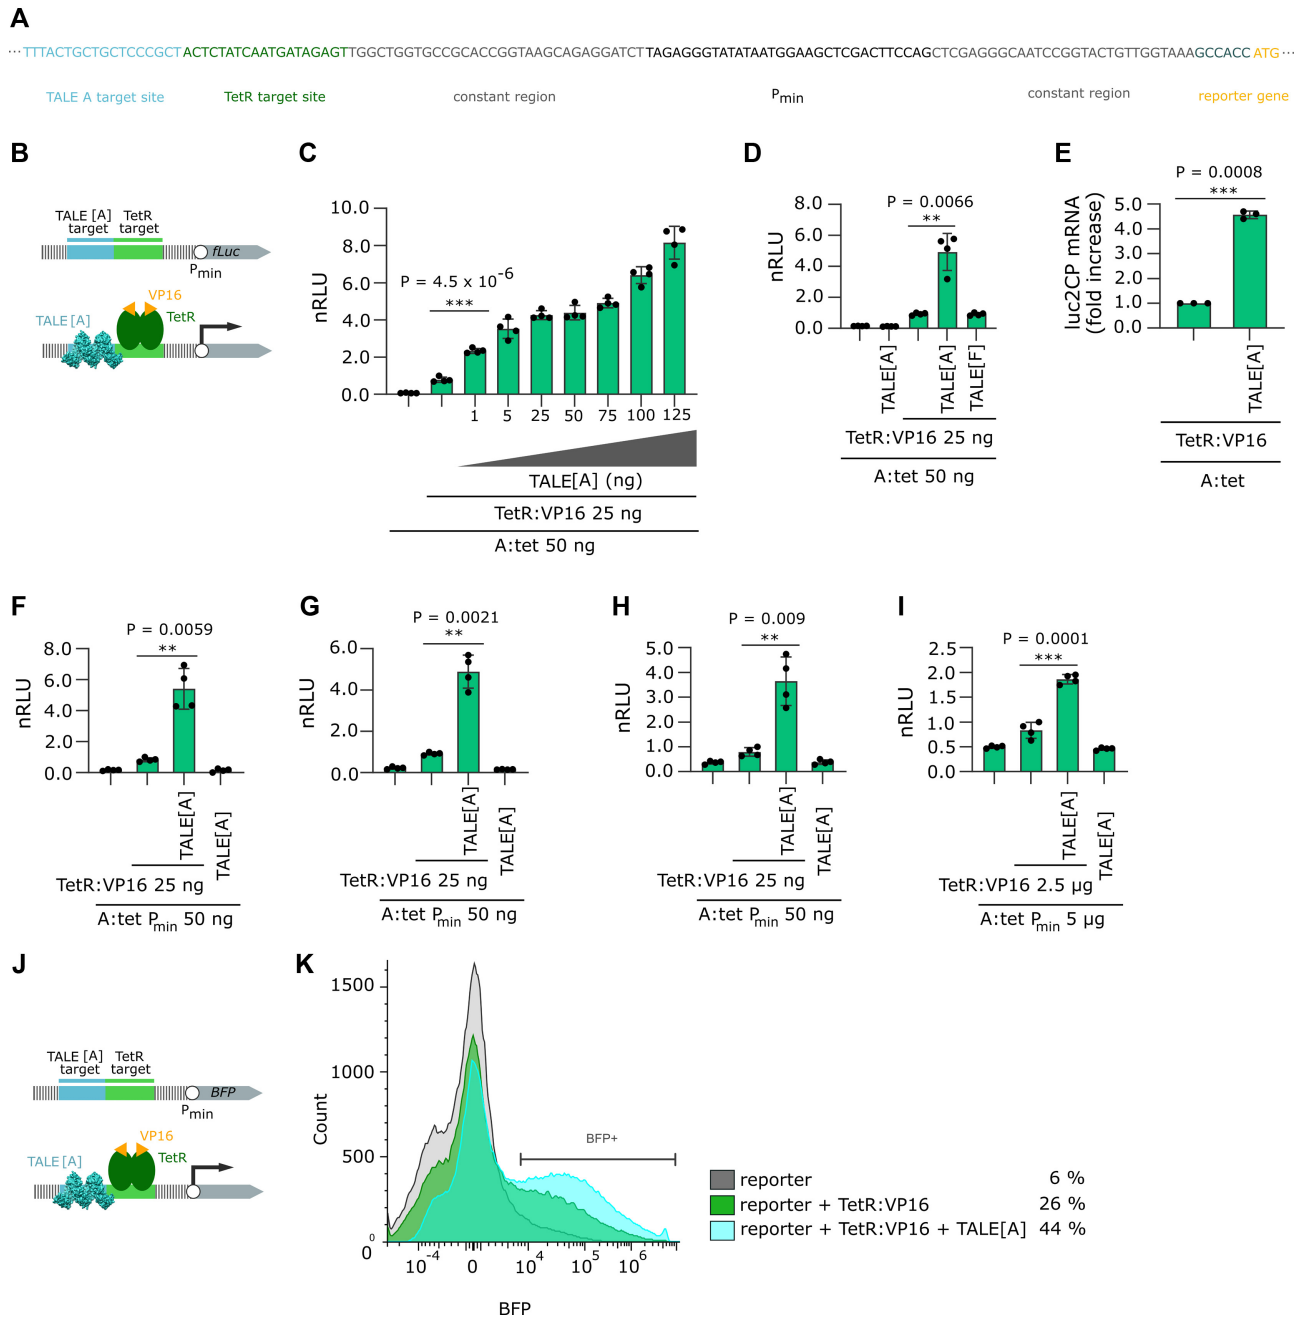 A
···TTTACTGCTGCTCCCGCTACTCTATCAATGATAGAGTTGGCTGGTGCCGCACCGGTAAGCAGAGGATCTTAGAGGGTATATAATGGAAGCTCGACTTCCAGCTCGAGGGCAATCCGGTACTGTTGGTAAAGCCACCATG···
TALE A target site TetR target site constant region Pmin constant region reporter gene
B
TALE [A] target TetR target
fLuc
Pmin
VP16
TALE[A] TetR
C
nRLU
10.0
8.0
6.0
4.0
2.0
0.0
P = 4.5 x 10-6
***
1 5 25 50 75 100 125
TALE[A] (ng)
TetR:VP16 25 ng
A:tet 50 ng
D
nRLU
8.0
6.0
4.0
2.0
0.0
P = 0.0066
**
TALE[A] TALE[A] TALE[F]
TetR:VP16 25 ng
A:tet 50 ng
E
luc2CP mRNA
(fold increase)
P = 0.0008
***
5.0
4.0
3.0
2.0
1.0
0.0
TALE[A]
TetR:VP16
A:tet
F
nRLU
P = 0.0059
**
8.0
6.0
4.0
2.0
0.0
TALE[A] TALE[A]
TetR:VP16 25 ng
A:tet Pmin 50 ng
G
nRLU
P = 0.0021
**
6.0
4.0
2.0
0.0
TALE[A] TALE[A]
TetR:VP16 25 ng
A:tet Pmin 50 ng
H
nRLU
P = 0.009
**
5.0
4.0
3.0
2.0
1.0
0.0
TALE[A] TALE[A]
TetR:VP16 25 ng
A:tet Pmin 50 ng
I
nRLU
P = 0.0001
***
2.5
2.0
1.5
1.0
0.5
0.0
TALE[A] TALE[A]
TetR:VP16 2.5 µg
A:tet Pmin 5 µg
J
TALE [A] target TetR target
BFP
Pmin
VP16
TALE[A] TetR
K
Count
1500
1000
500
0
0
10-4 0 104 105 106
BFP
BFP+
reporter 6 %
reporter + TetR:VP16 26 %
reporter + TetR:VP16 + TALE[A] 44 %